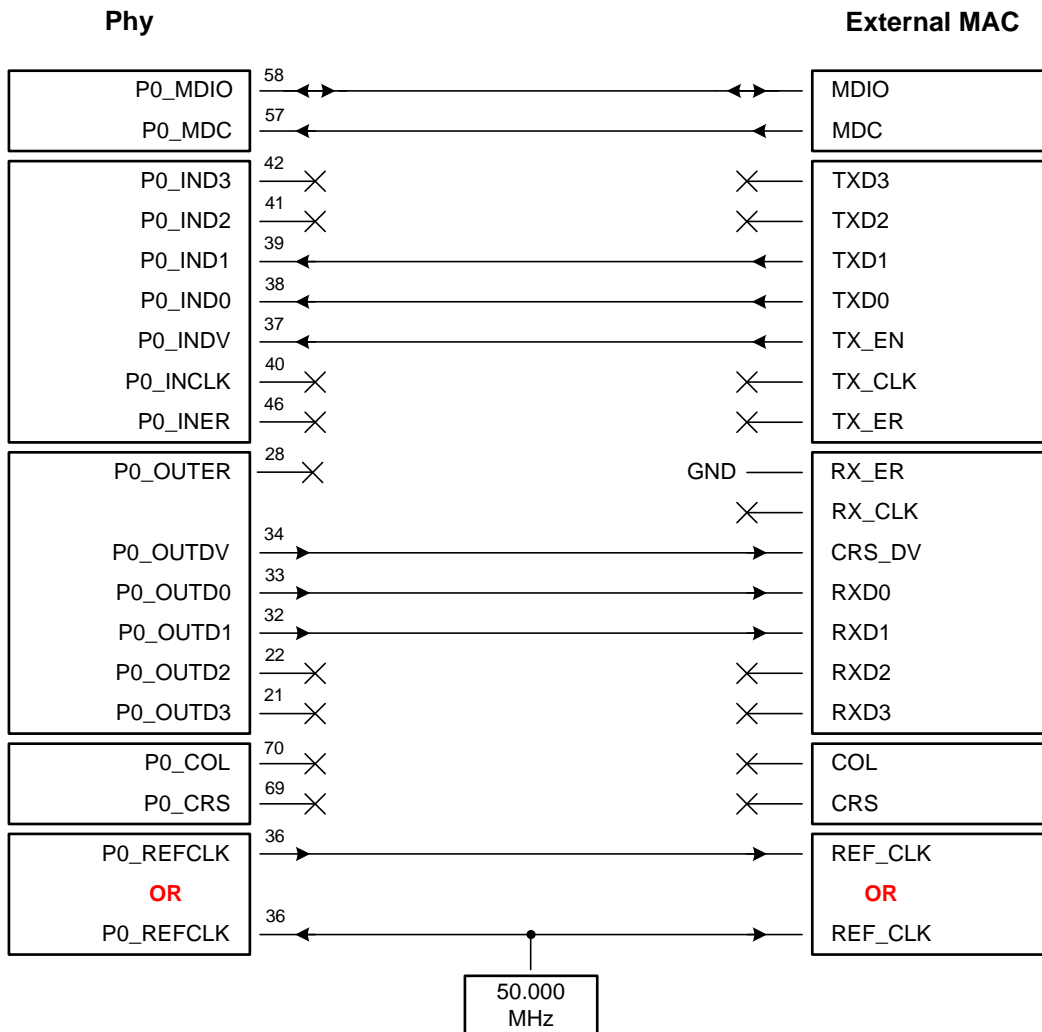 Phy External MAC
P0_MDIO 58 MDIO
P0_MDC 57 MDC
P0_IND3 42 TXD3
P0_IND2 41 TXD2
P0_IND1 39 TXD1
P0_IND0 38 TXD0
P0_INDV 37 TX_EN
P0_INCLK 40 TX_CLK
P0_INER 46 TX_ER
P0_OUTER 28 GND RX_ER
RX_CLK
P0_OUTDV 34 CRS_DV
P0_OUTD0 33 RXD0
P0_OUTD1 32 RXD1
P0_OUTD2 22 RXD2
P0_OUTD3 21 RXD3
P0_COL 70 COL
P0_CRS 69 CRS
P0_REFCLK 36 REF_CLK
OR OR
P0_REFCLK 36 REF_CLK
50.000
MHz